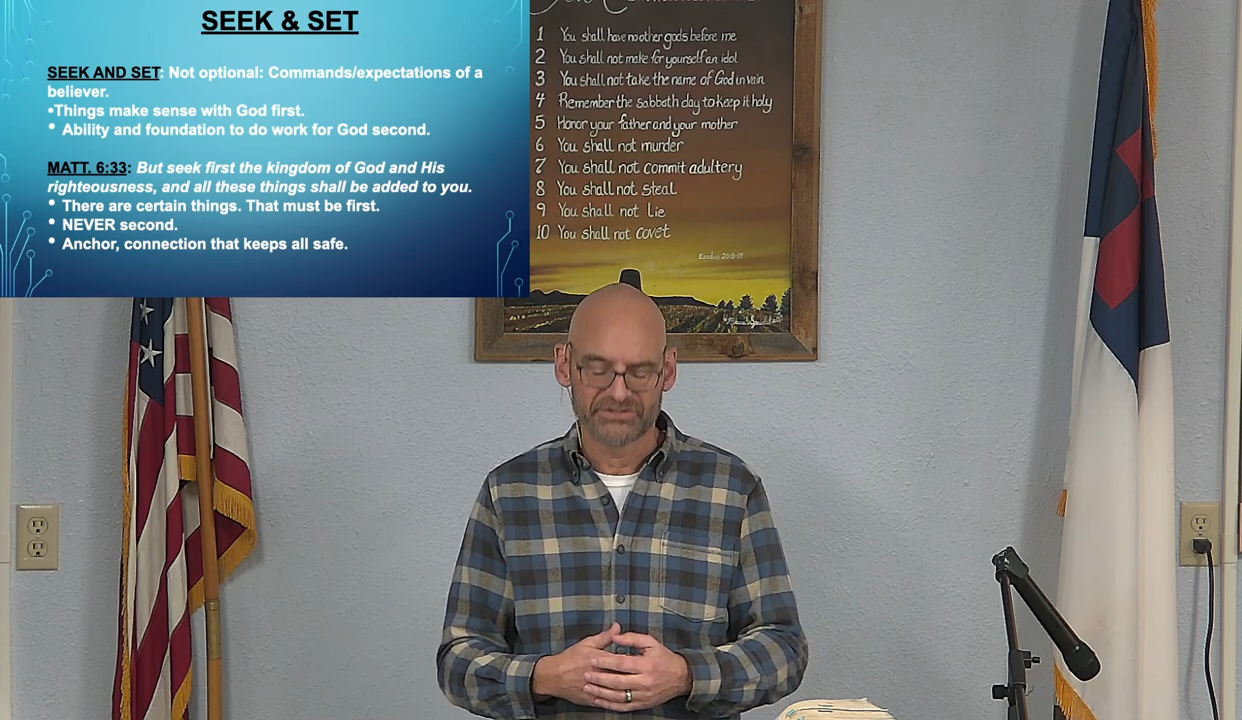 SEEK & SET
SEEK AND SET: Not optional: Commands/expectations of a
believer.
•Things make sense with God first.
• Ability and foundation to do work for God second.
MATT. 6:33: But seek first the kingdom of God and His
righteousness, and all these things shall be added to you.
• There are certain things. That must be first.
• NEVER second.
• Anchor, connection that keeps all safe.
1 You shall have no other gods before me
2 You shall not make for yourself an idol
3 You shall not take the name of God in vain
4 Remember the sabbath day to keep it holy
5 Honor your father and your mother
6 You shall not murder
7 You shall not commit adultery
8 You shall not steal
9 You shall not Lie
10 You shall not covet
Exodus 20:3-17